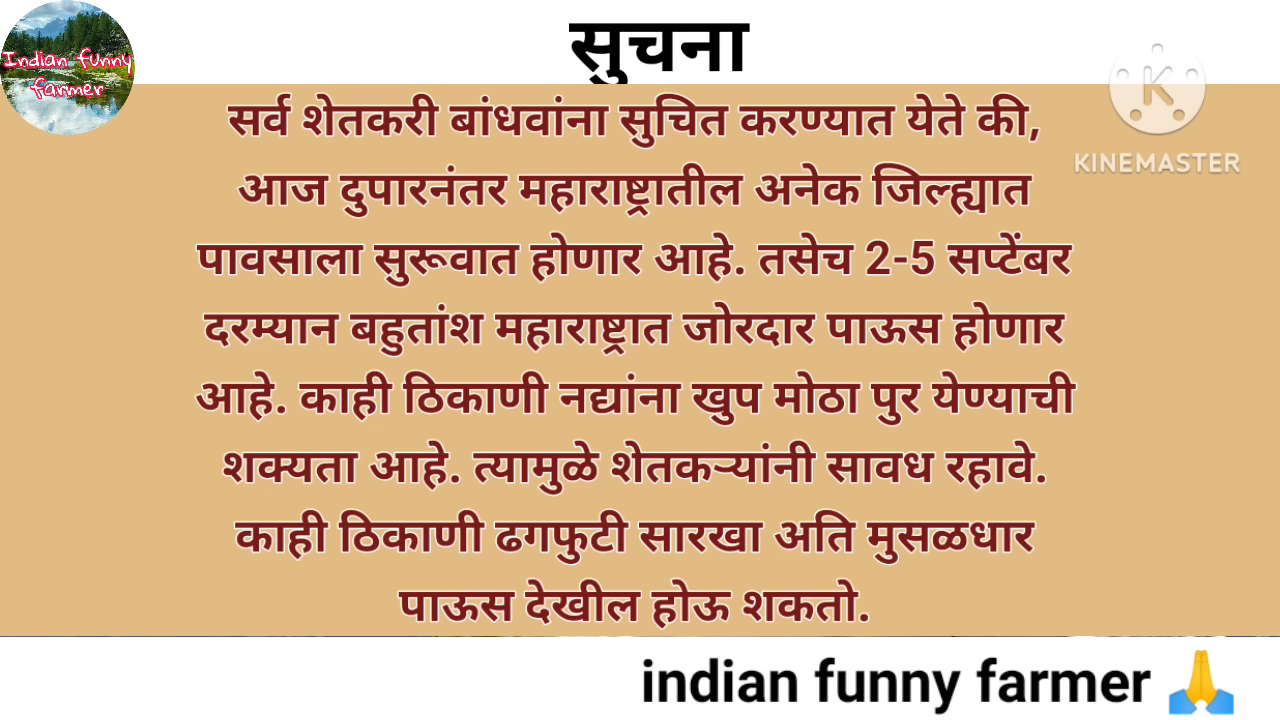 Indian funny
farmer
सुचना
KINEMASTER
सर्व शेतकरी बांधवांना सुचित करण्यात येते की,
आज दुपारनंतर महाराष्ट्रातील अनेक जिल्ह्यात
पावसाला सुरूवात होणार आहे. तसेच 2-5 सप्टेंबर
दरम्यान बहुतांश महाराष्ट्रात जोरदार पाऊस होणार
आहे. काही ठिकाणी नद्यांना खुप मोठा पुर येण्याची
शक्यता आहे. त्यामुळे शेतकऱ्यांनी सावध रहावे.
काही ठिकाणी ढगफुटी सारखा अति मुसळधार
पाऊस देखील होऊ शकतो.
indian funny farmer 🙏